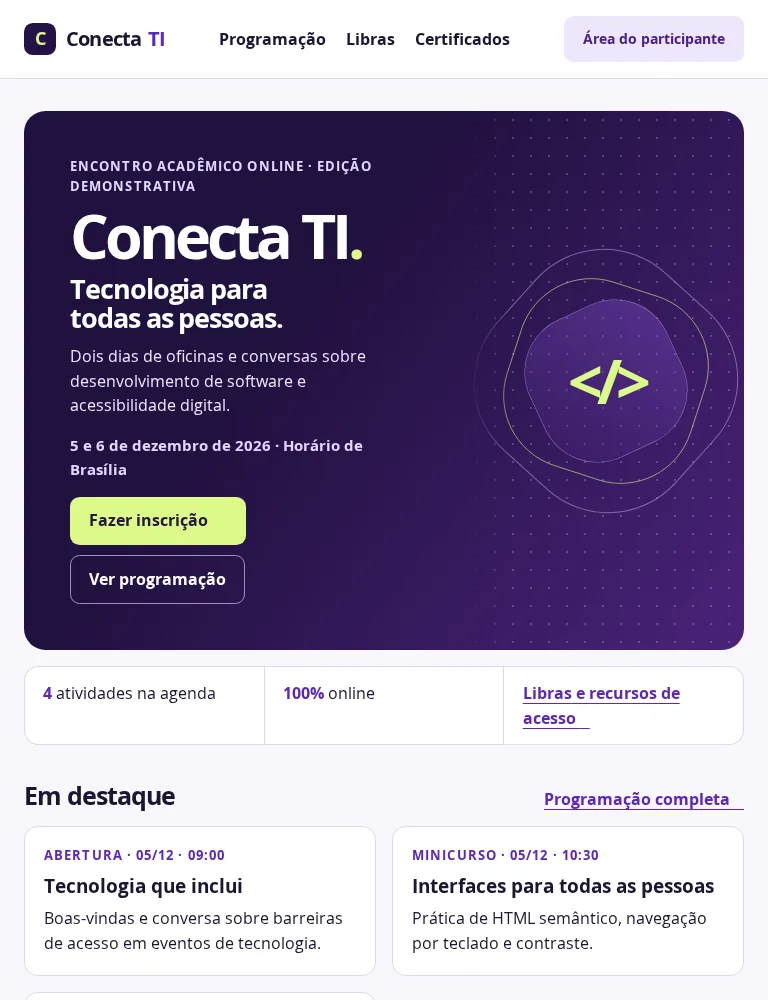 C Conecta TI
Programação Libras Certificados
Área do participante
ENCONTRO ACADÊMICO ONLINE · EDIÇÃO
DEMONSTRATIVA
Conecta TI.
Tecnologia para
todas as pessoas.
Dois dias de oficinas e conversas sobre
desenvolvimento de software e
acessibilidade digital.
5 e 6 de dezembro de 2026 · Horário de
Brasília
Fazer inscrição
Ver programação
</>
4 atividades na agenda
100% online
Libras e recursos de
acesso
Em destaque
Programação completa
ABERTURA · 05/12 · 09:00
Tecnologia que inclui
Boas-vindas e conversa sobre barreiras
de acesso em eventos de tecnologia.
MINICURSO · 05/12 · 10:30
Interfaces para todas as pessoas
Prática de HTML semântico, navegação
por teclado e contraste.